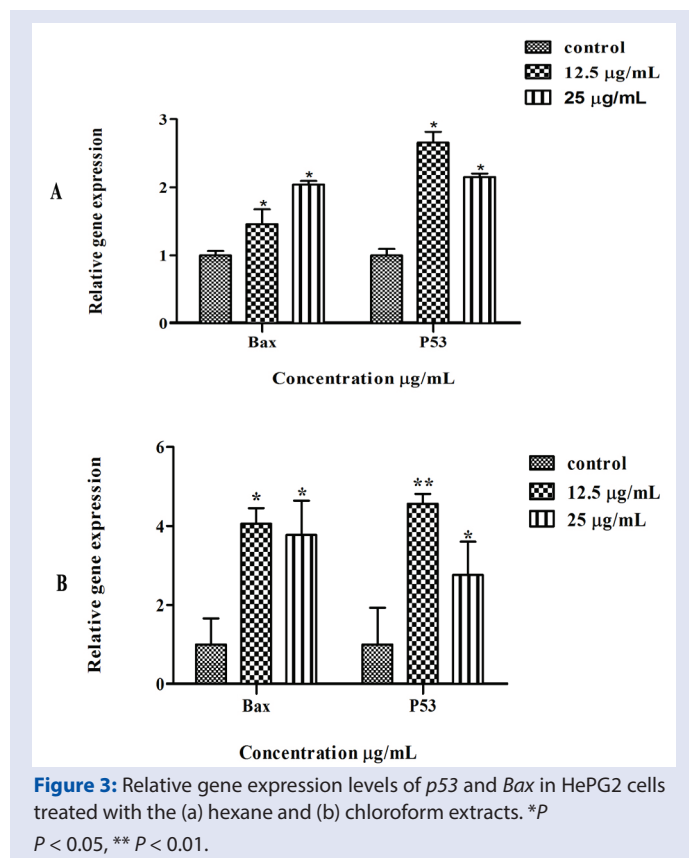 control
12.5 µg/mL
25 µg/mL
A
Relative gene expression
3
2
1
0
* * * *
Bax P53
Concentration µg/mL
control
12.5 µg/mL
25 µg/mL
B
Relative gene expression
6
4
2
0
* * ** *
Bax P53
Concentration µg/mL
Figure 3: Relative gene expression levels of p53 and Bax in HePG2 cells
treated with the (a) hexane and (b) chloroform extracts. *P
P < 0.05, ** P < 0.01.